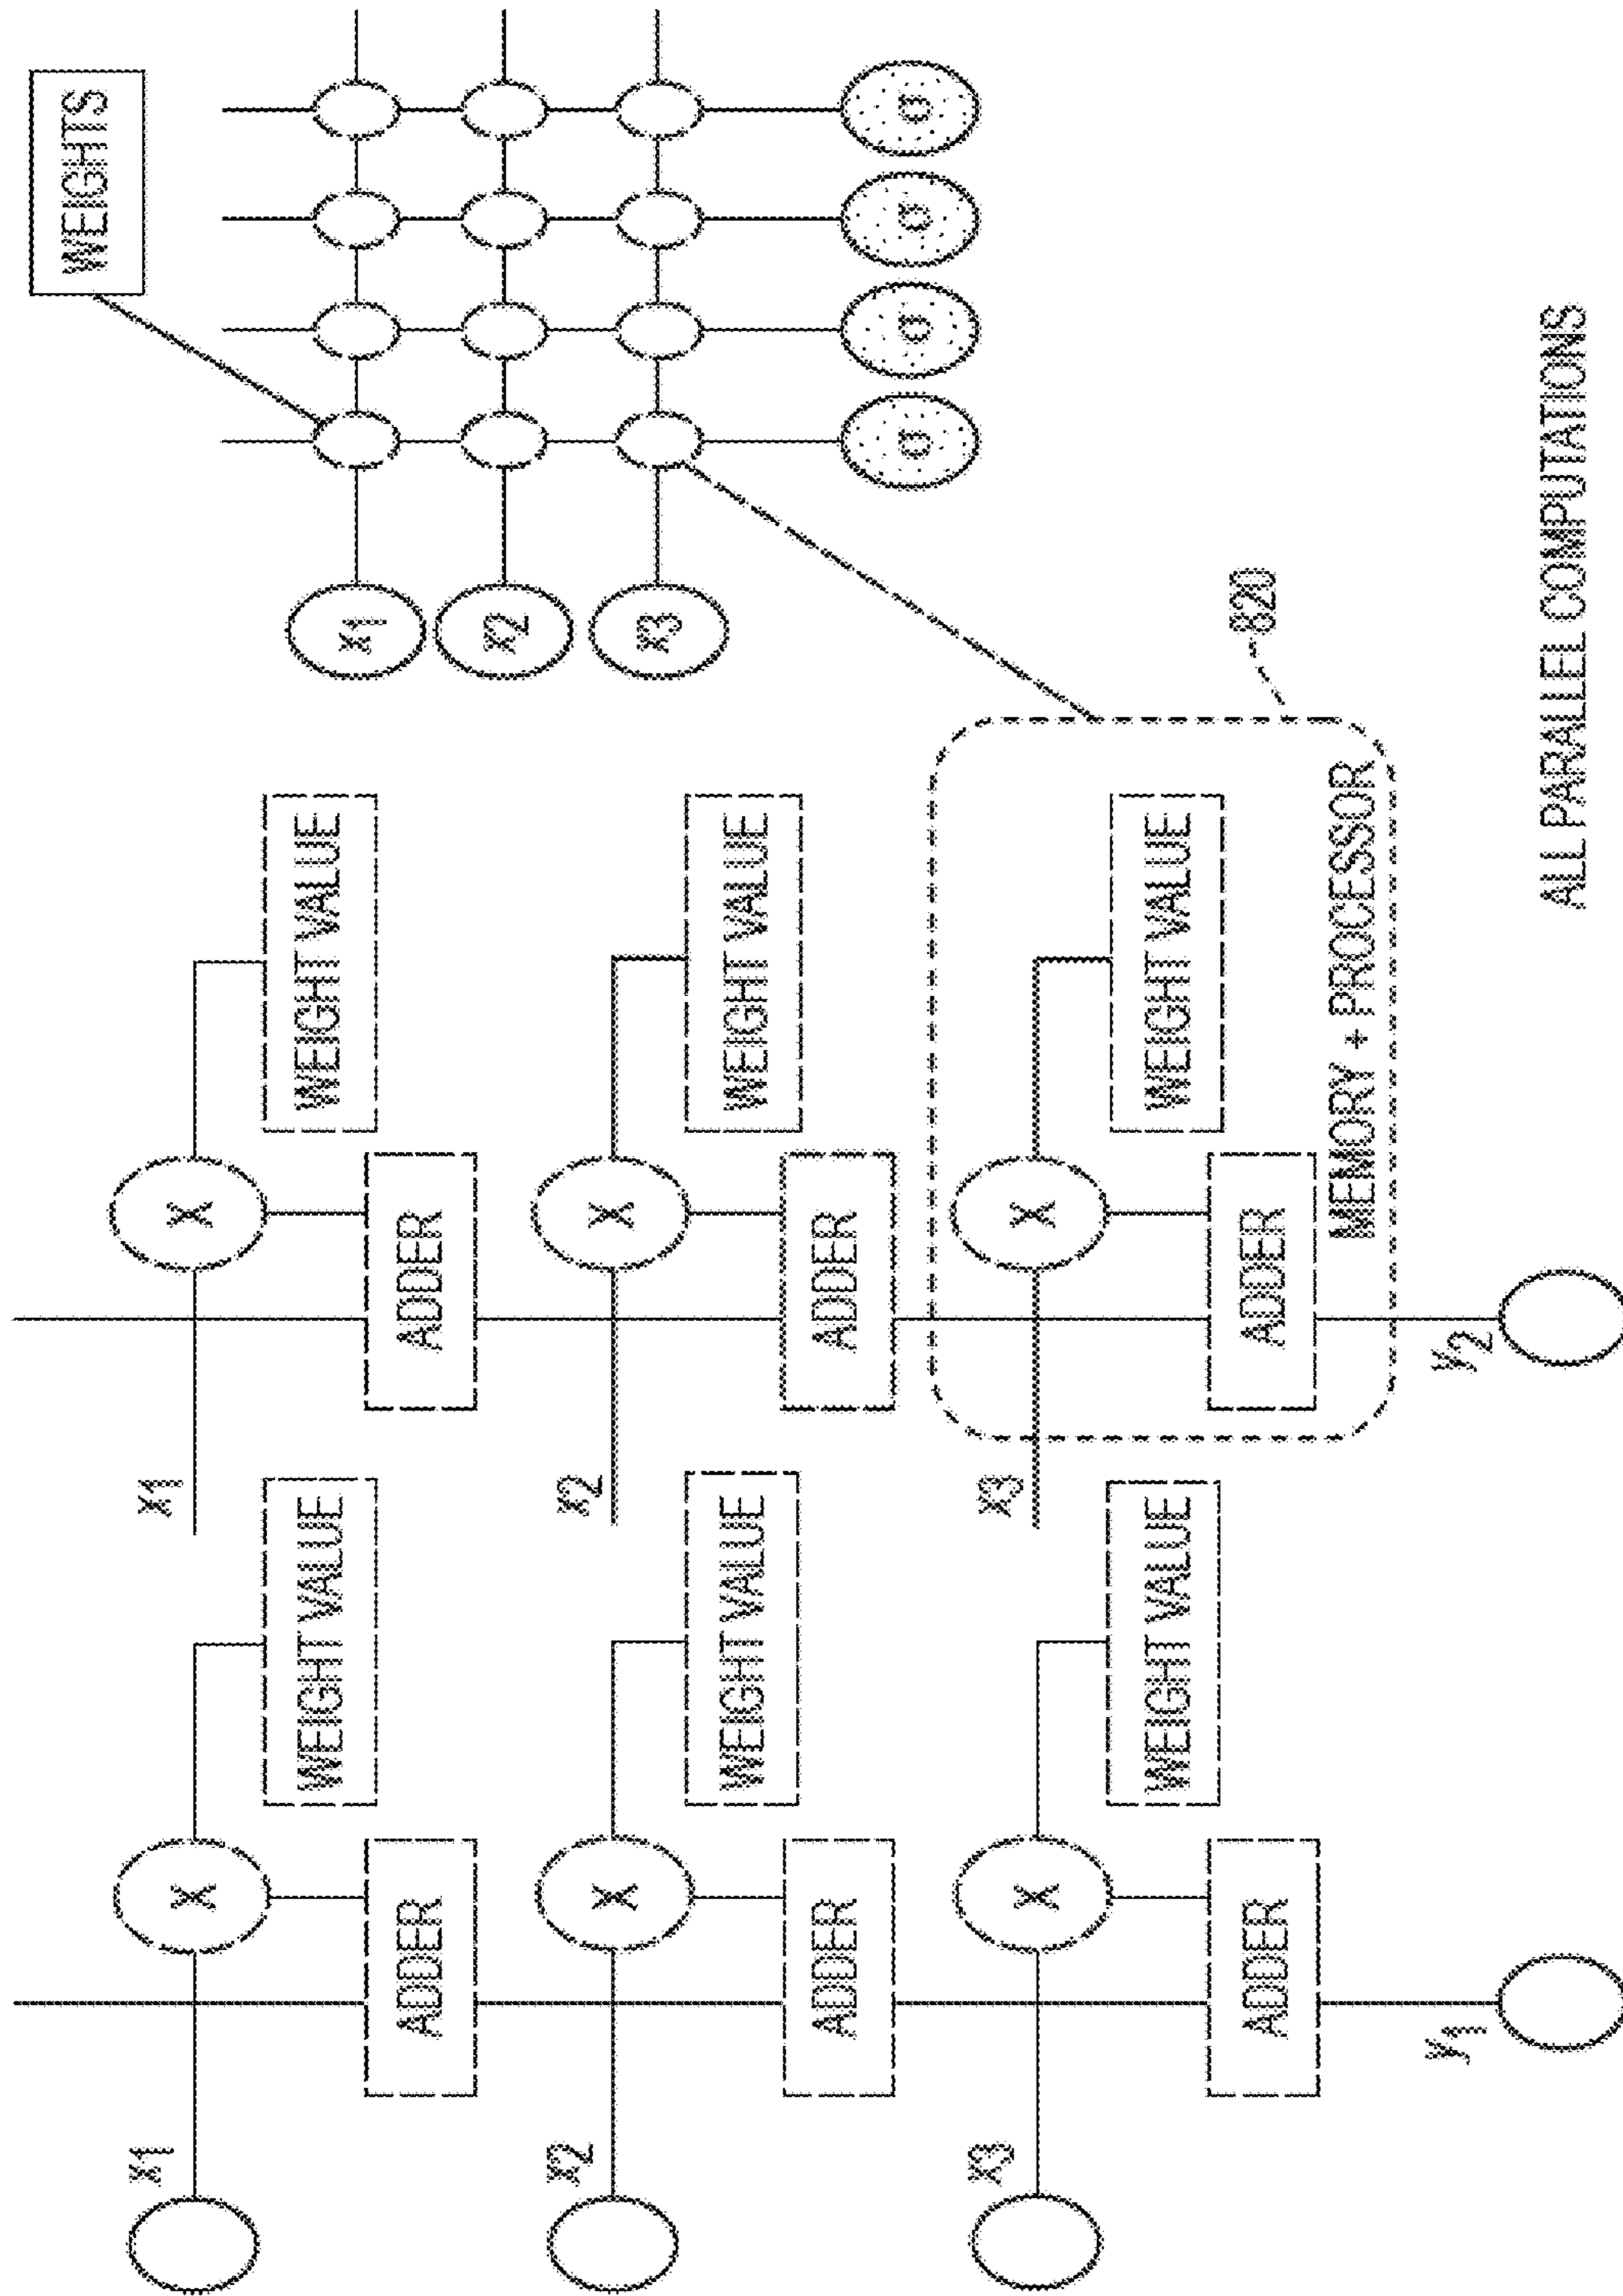 WEIGHTS
x1
x1
X
X
WEIGHT VALUE
WEIGHT VALUE
x1
ADDER
ADDER
x2
x2
x2
X
X
x3
WEIGHT VALUE
WEIGHT VALUE
ADDER
ADDER
σ
σ
σ
σ
x3
x3
X
X
WEIGHT VALUE
WEIGHT VALUE
820
ADDER
ADDER
MEMORY + PROCESSOR
y1
y2
ALL PARALLEL COMPUTATIONS